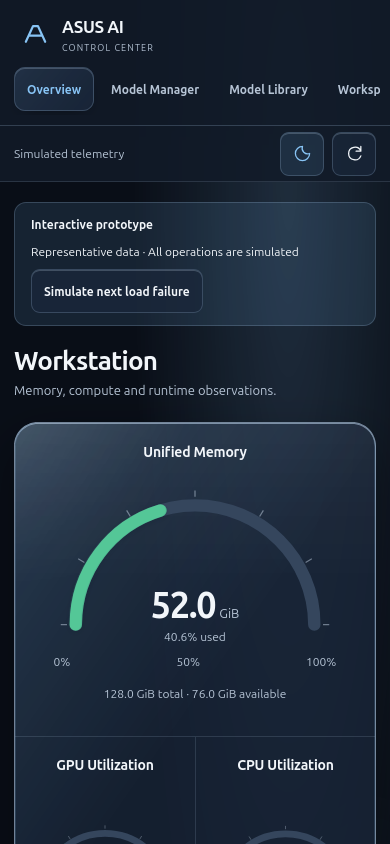 ASUS AI
CONTROL CENTER
Overview Model Manager Model Library Worksp
Simulated telemetry
Interactive prototype
Representative data · All operations are simulated
Simulate next load failure
Workstation
Memory, compute and runtime observations.
Unified Memory
52.0 GiB
40.6% used
0% 50% 100%
128.0 GiB total · 76.0 GiB available
GPU Utilization CPU Utilization